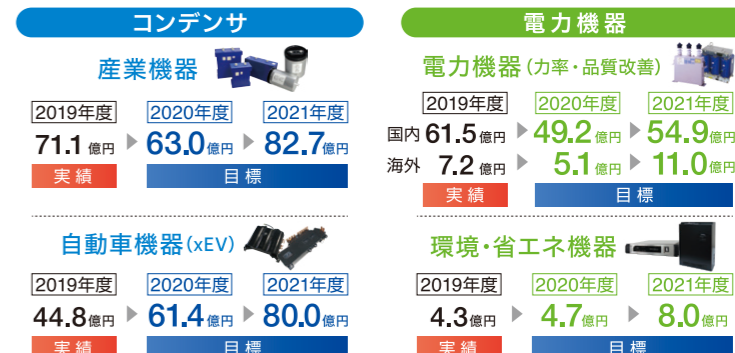 コンデンサ
産業機器
2019年度 2020年度 2021年度
71.1億円 63.0億円 82.7億円
実績 目標
自動車機器(xEV)
2019年度 2020年度 2021年度
44.8億円 61.4億円 80.0億円
実績 目標
電力機器
電力機器(力率・品質改善)
2019年度 2020年度 2021年度
国内 61.5億円 49.2億円 54.9億円
海外 7.2億円 5.1億円 11.0億円
実績 目標
環境・省エネ機器
2019年度 2020年度 2021年度
4.3億円 4.7億円 8.0億円
実績 目標